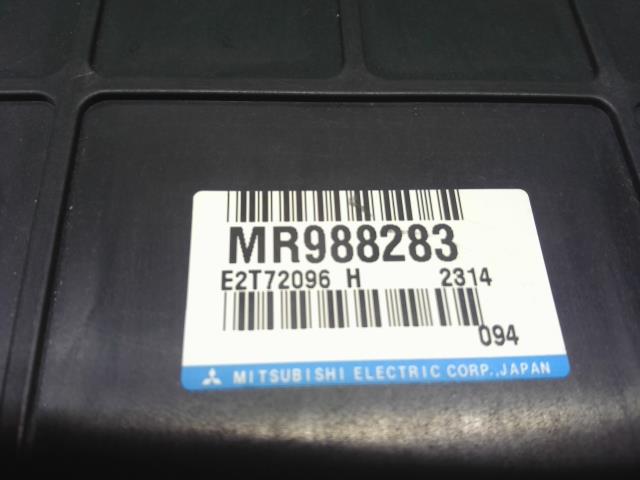 MR988283
E2T72096 H 2314
094
MITSUBISHI ELECTRIC CORP., JAPAN